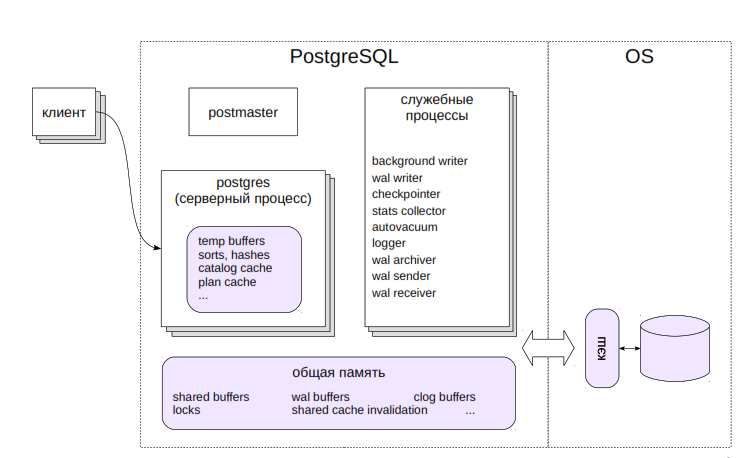 PostgreSQL
OS
клиент
postmaster
служебные
процессы
background writer
wal writer
checkpointer
stats collector
autovacuum
logger
wal archiver
wal sender
wal receiver
postgres
(серверный процесс)
temp buffers
sorts, hashes
catalog cache
plan cache
...
кэш
общая память
shared buffers wal buffers clog buffers
locks shared cache invalidation ...